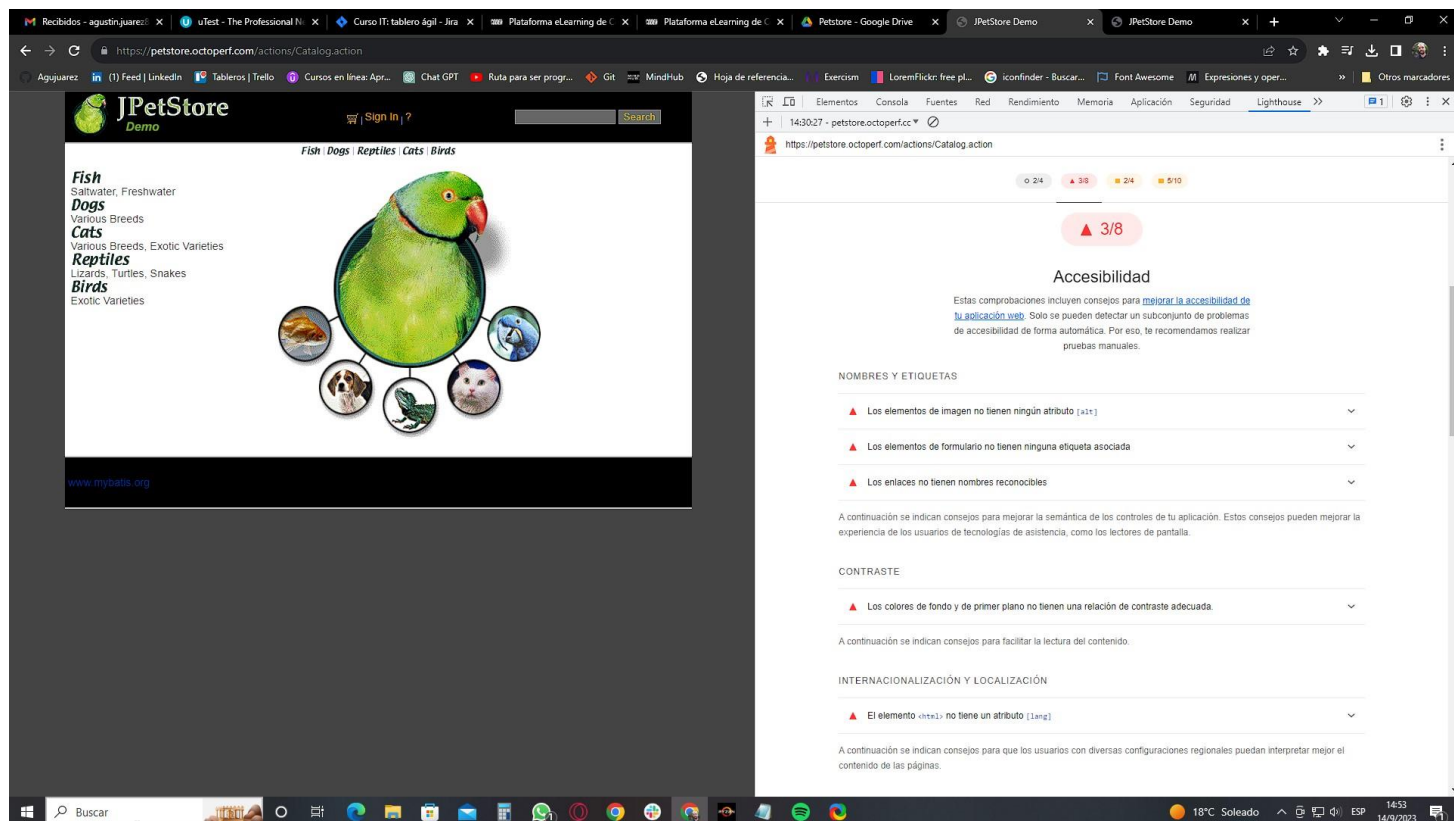 Recibidos - agustin.juarez8
uTest - The Professional Ne
Curso IT: tablero ágil - Jira
Plataforma eLearning de C
Plataforma eLearning de C
Petstore - Google Drive
JPetStore Demo
JPetStore Demo
https://petstore.octoperf.com/actions/Catalog.action
Agujuarez
(1) Feed | LinkedIn
Tableros | Trello
Cursos en línea: Apr...
Chat GPT
Ruta para ser progr...
Git
MindHub
Hoja de referencia...
Exercism
LoremFlickr: free pl...
iconfinder - Buscar...
Font Awesome
Expresiones y oper...
»
Otros marcadores
JPetStore
Demo
Sign In | ?
Search
Fish | Dogs | Reptiles | Cats | Birds
Fish
Saltwater, Freshwater
Dogs
Various Breeds
Cats
Various Breeds, Exotic Varieties
Reptiles
Lizards, Turtles, Snakes
Birds
Exotic Varieties
www.mybatis.org
Elementos Consola Fuentes Red Rendimiento Memoria Aplicación Seguridad Lighthouse » 1
14:30:27 - petstore.octoperf.cc
https://petstore.octoperf.com/actions/Catalog.action
2/4 3/8 2/4 5/10
3/8
Accesibilidad
Estas comprobaciones incluyen consejos para mejorar la accesibilidad de
tu aplicación web. Solo se pueden detectar un subconjunto de problemas
de accesibilidad de forma automática. Por eso, te recomendamos realizar
pruebas manuales.
NOMBRES Y ETIQUETAS
Los elementos de imagen no tienen ningún atributo [alt]
Los elementos de formulario no tienen ninguna etiqueta asociada
Los enlaces no tienen nombres reconocibles
A continuación se indican consejos para mejorar la semántica de los controles de tu aplicación. Estos consejos pueden mejorar la
experiencia de los usuarios de tecnologías de asistencia, como los lectores de pantalla.
CONTRASTE
Los colores de fondo y de primer plano no tienen una relación de contraste adecuada.
A continuación se indican consejos para facilitar la lectura del contenido.
INTERNACIONALIZACIÓN Y LOCALIZACIÓN
El elemento <html> no tiene un atributo [lang]
A continuación se indican consejos para que los usuarios con diversas configuraciones regionales puedan interpretar mejor el
contenido de las páginas.
Buscar
18°C Soleado
ESP
14:53
14/9/2023